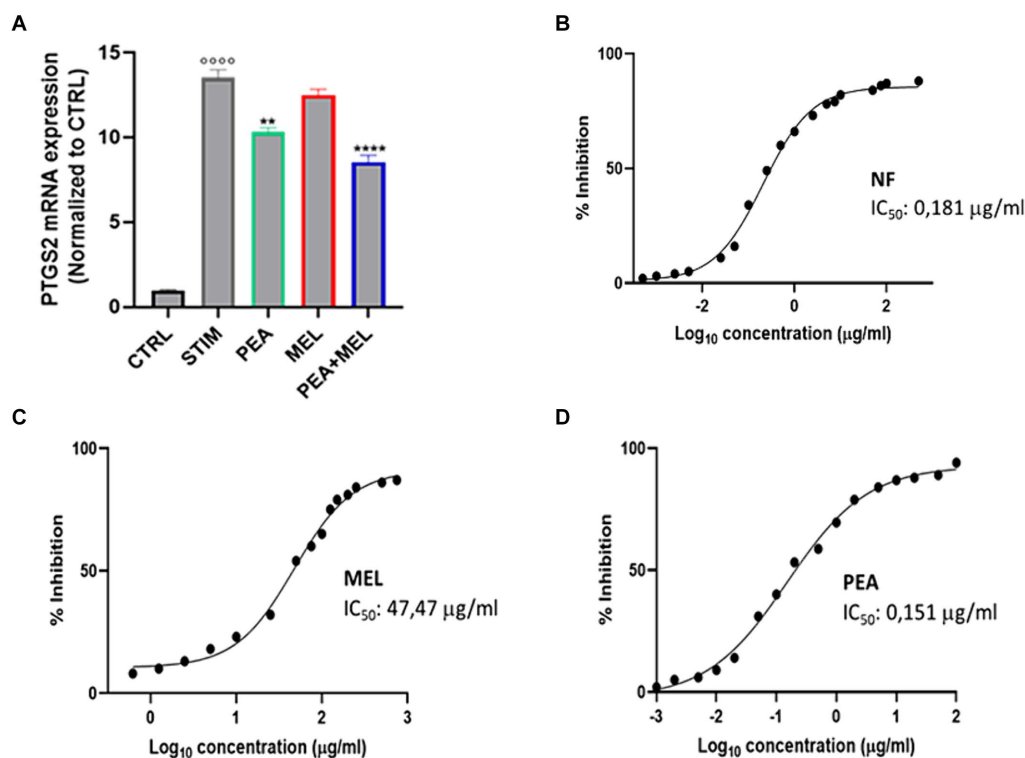 A
PTGS2 mRNA expression
(Normalized to CTRL)
15
10
5
0
°°°°
**
****
CTRL
STIM
PEA
MEL
PEA+MEL
B
% Inhibition
100
50
0
-2
0
2
Log10 concentration (μg/ml)
NF
IC50: 0,181 μg/ml
C
% Inhibition
100
50
0
0
1
2
3
Log10 concentration (μg/ml)
MEL
IC50: 47,47 μg/ml
D
% Inhibition
100
50
0
-3
-2
-1
0
1
2
Log10 concentration (μg/ml)
PEA
IC50: 0,151 μg/ml